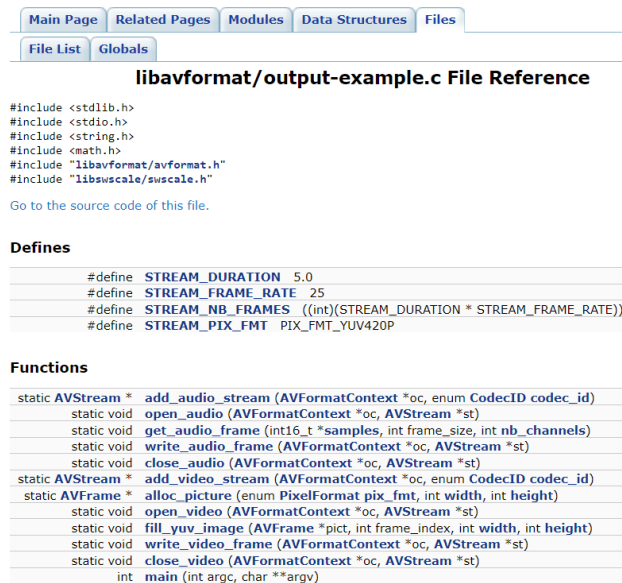 Main Page Related Pages Modules Data Structures Files
File List Globals
libavformat/output-example.c File Reference
#include <stdlib.h>
#include <stdio.h>
#include <string.h>
#include <math.h>
#include "libavformat/avformat.h"
#include "libswscale/swscale.h"
Go to the source code of this file.
Defines
#define STREAM_DURATION 5.0
#define STREAM_FRAME_RATE 25
#define STREAM_NB_FRAMES ((int)(STREAM_DURATION * STREAM_FRAME_RATE))
#define STREAM_PIX_FMT PIX_FMT_YUV420P
Functions
static AVStream * add_audio_stream (AVFormatContext *oc, enum CodecID codec_id)
static void open_audio (AVFormatContext *oc, AVStream *st)
static void get_audio_frame (int16_t *samples, int frame_size, int nb_channels)
static void write_audio_frame (AVFormatContext *oc, AVStream *st)
static void close_audio (AVFormatContext *oc, AVStream *st)
static AVStream * add_video_stream (AVFormatContext *oc, enum CodecID codec_id)
static AVFrame * alloc_picture (enum PixelFormat pix_fmt, int width, int height)
static void open_video (AVFormatContext *oc, AVStream *st)
static void fill_yuv_image (AVFrame *pict, int frame_index, int width, int height)
static void write_video_frame (AVFormatContext *oc, AVStream *st)
static void close_video (AVFormatContext *oc, AVStream *st)
int main (int argc, char **argv)